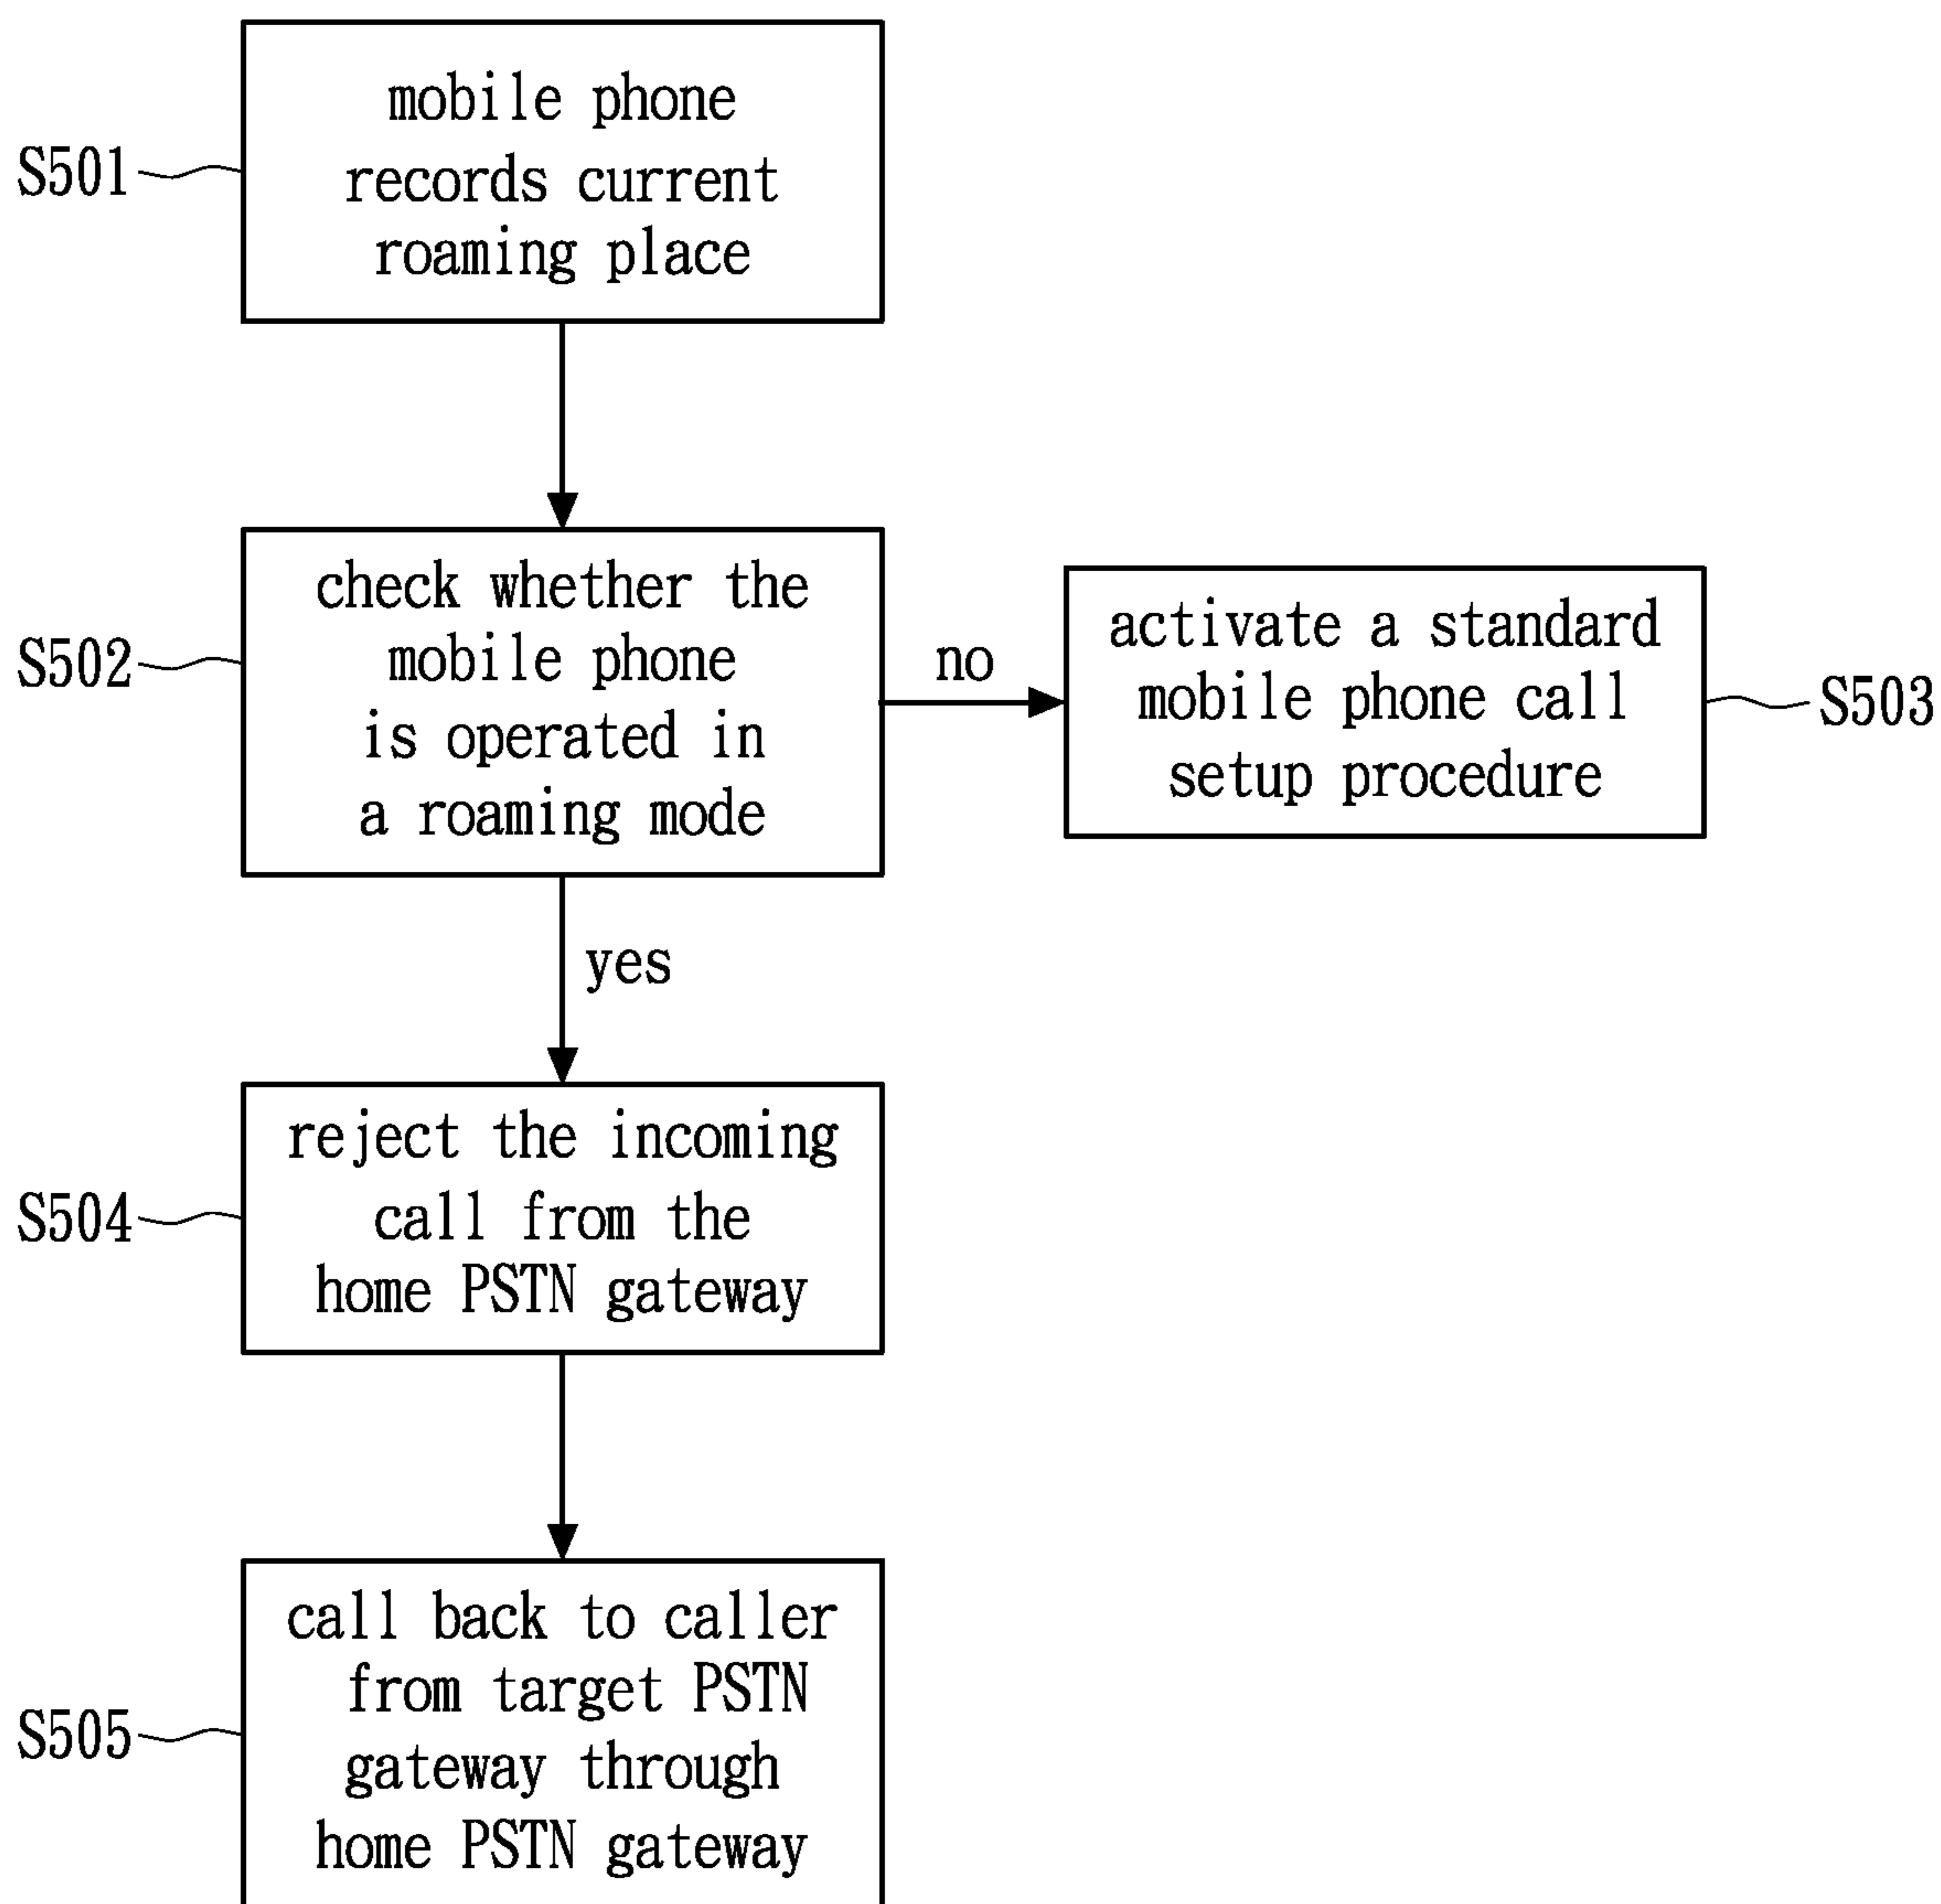 mobile phone
records current
roaming place
S501
check whether the
mobile phone
is operated in
a roaming mode
S502
no
activate a standard
mobile phone call
setup procedure
S503
yes
reject the incoming
call from the
home PSTN gateway
S504
call back to caller
from target PSTN
gateway through
home PSTN gateway
S505